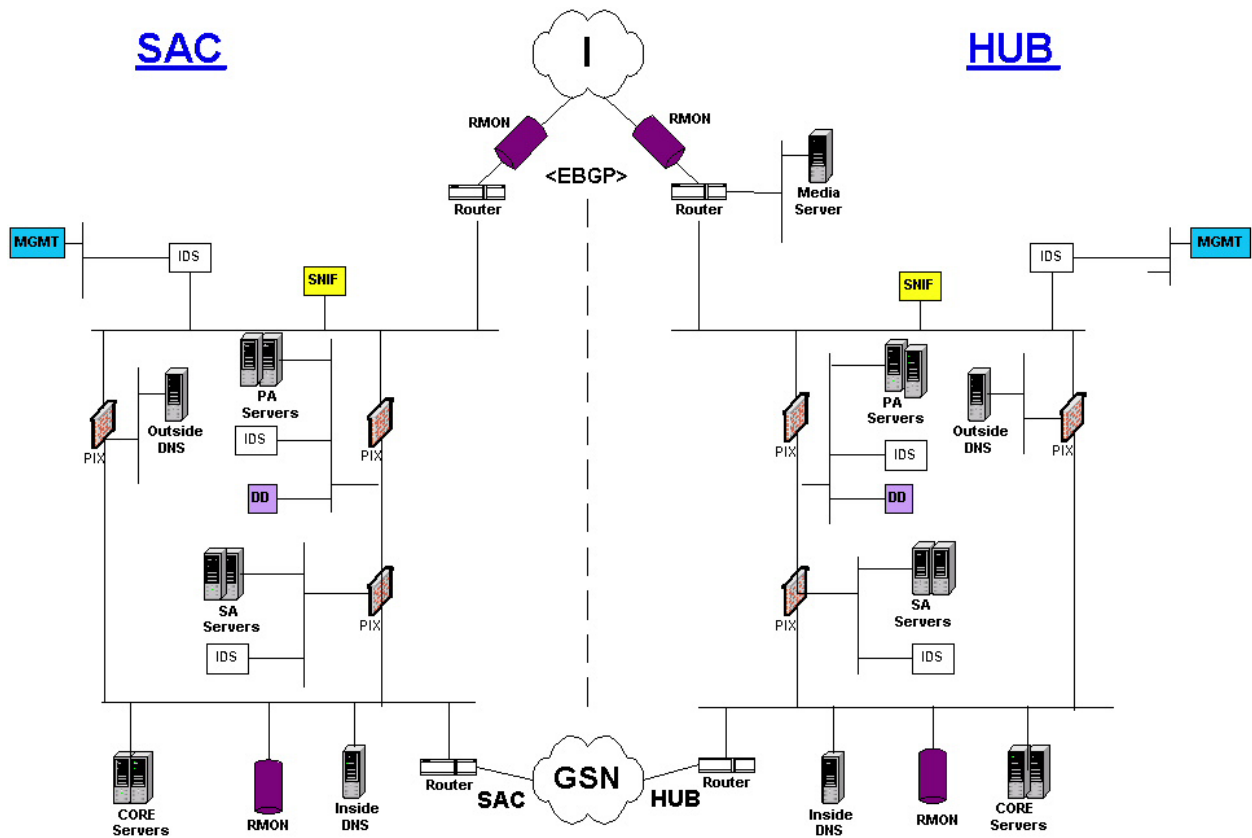 SAC
I
HUB
RMON
RMON
<EBGP>
Router
Router
Media
Server
MGMT
IDS
SNIF
SNIF
IDS
MGMT
PA
Servers
PIX
Outside
DNS
IDS
PIX
DD
SA
Servers
PIX
IDS
PA
Servers
PIX
Outside
DNS
PIX
IDS
DD
PIX
SA
Servers
IDS
CORE
Servers
RMON
Inside
DNS
Router
SAC
GSN
HUB
Router
Inside
DNS
RMON
CORE
Servers